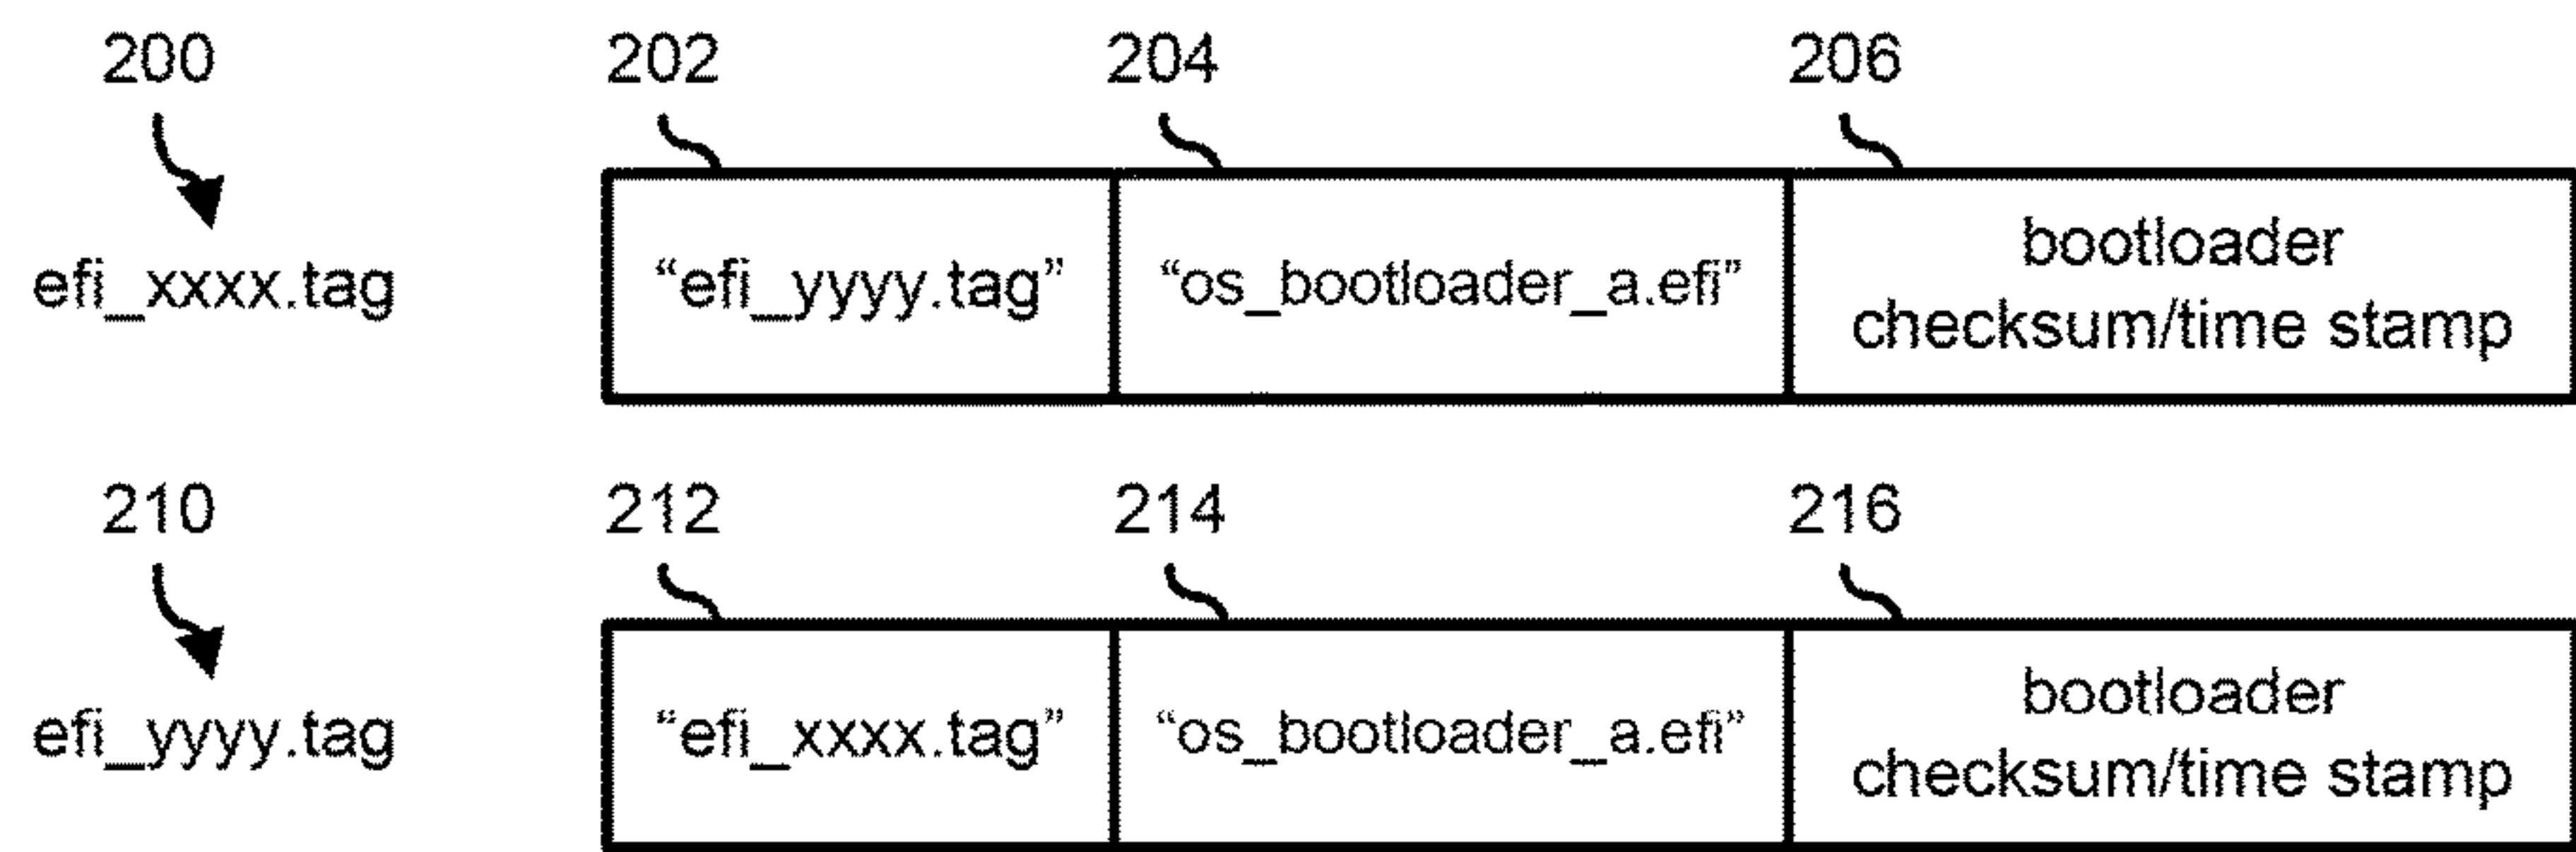 200 202 204 206
efi_xxxx.tag “efi_yyyy.tag” “os_bootloader_a.efi” bootloader
checksum/time stamp
210 212 214 216
efi_yyyy.tag “efi_xxxx.tag” “os_bootloader_a.efi” bootloader
checksum/time stamp